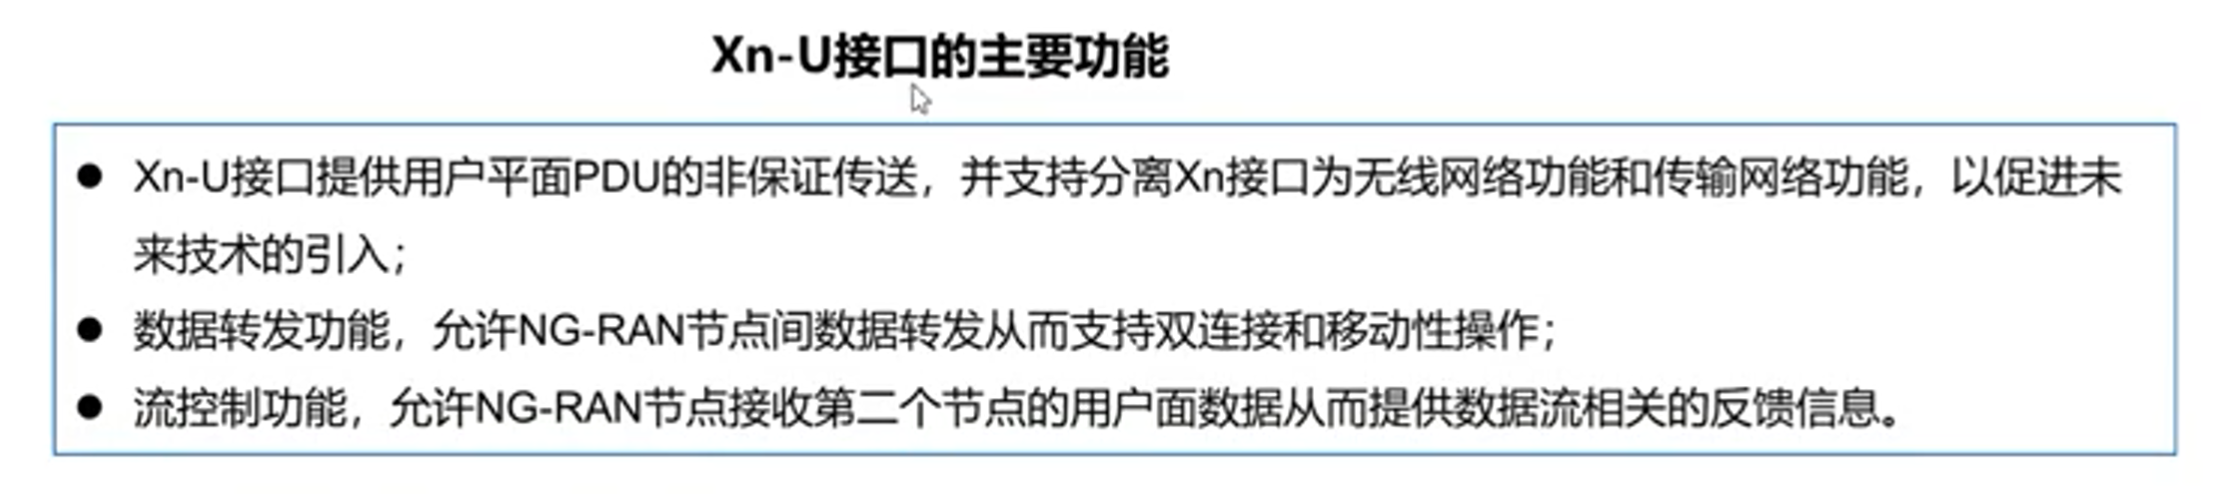 Xn-U接口的主要功能
● Xn-U接口提供用户平面PDU的非保证传送，并支持分离Xn接口为无线网络功能和传输网络功能，以促进未
来技术的引入；
● 数据转发功能，允许NG-RAN节点间数据转发从而支持双连接和移动性操作；
● 流控制功能，允许NG-RAN节点接收第二个节点的用户面数据从而提供数据流相关的反馈信息。